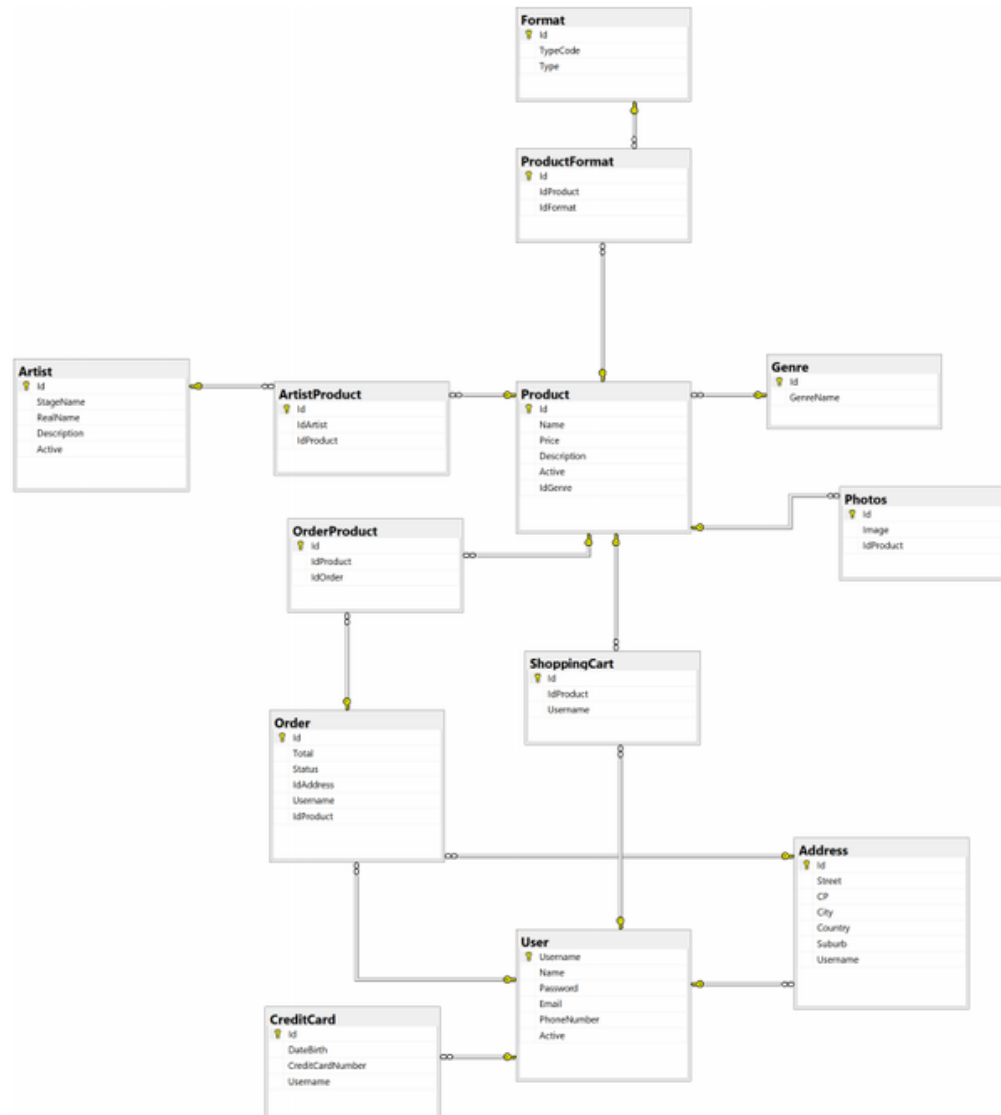 Format
Id
TypeCode
Type
ProductFormat
Id
IdProduct
IdFormat
Artist
Id
StageName
RealName
Description
Active
ArtistProduct
Id
IdArtist
IdProduct
Product
Id
Name
Price
Description
Active
IdGenre
Genre
Id
GenreName
Photos
Id
Image
IdProduct
OrderProduct
Id
IdProduct
IdOrder
ShoppingCart
Id
IdProduct
Username
Order
Id
Total
Status
IdAddress
Username
IdProduct
Address
Id
Street
CP
City
Country
Suburb
Username
User
Username
Name
Password
Email
PhoneNumber
Active
CreditCard
Id
DateBirth
CreditCardNumber
Username